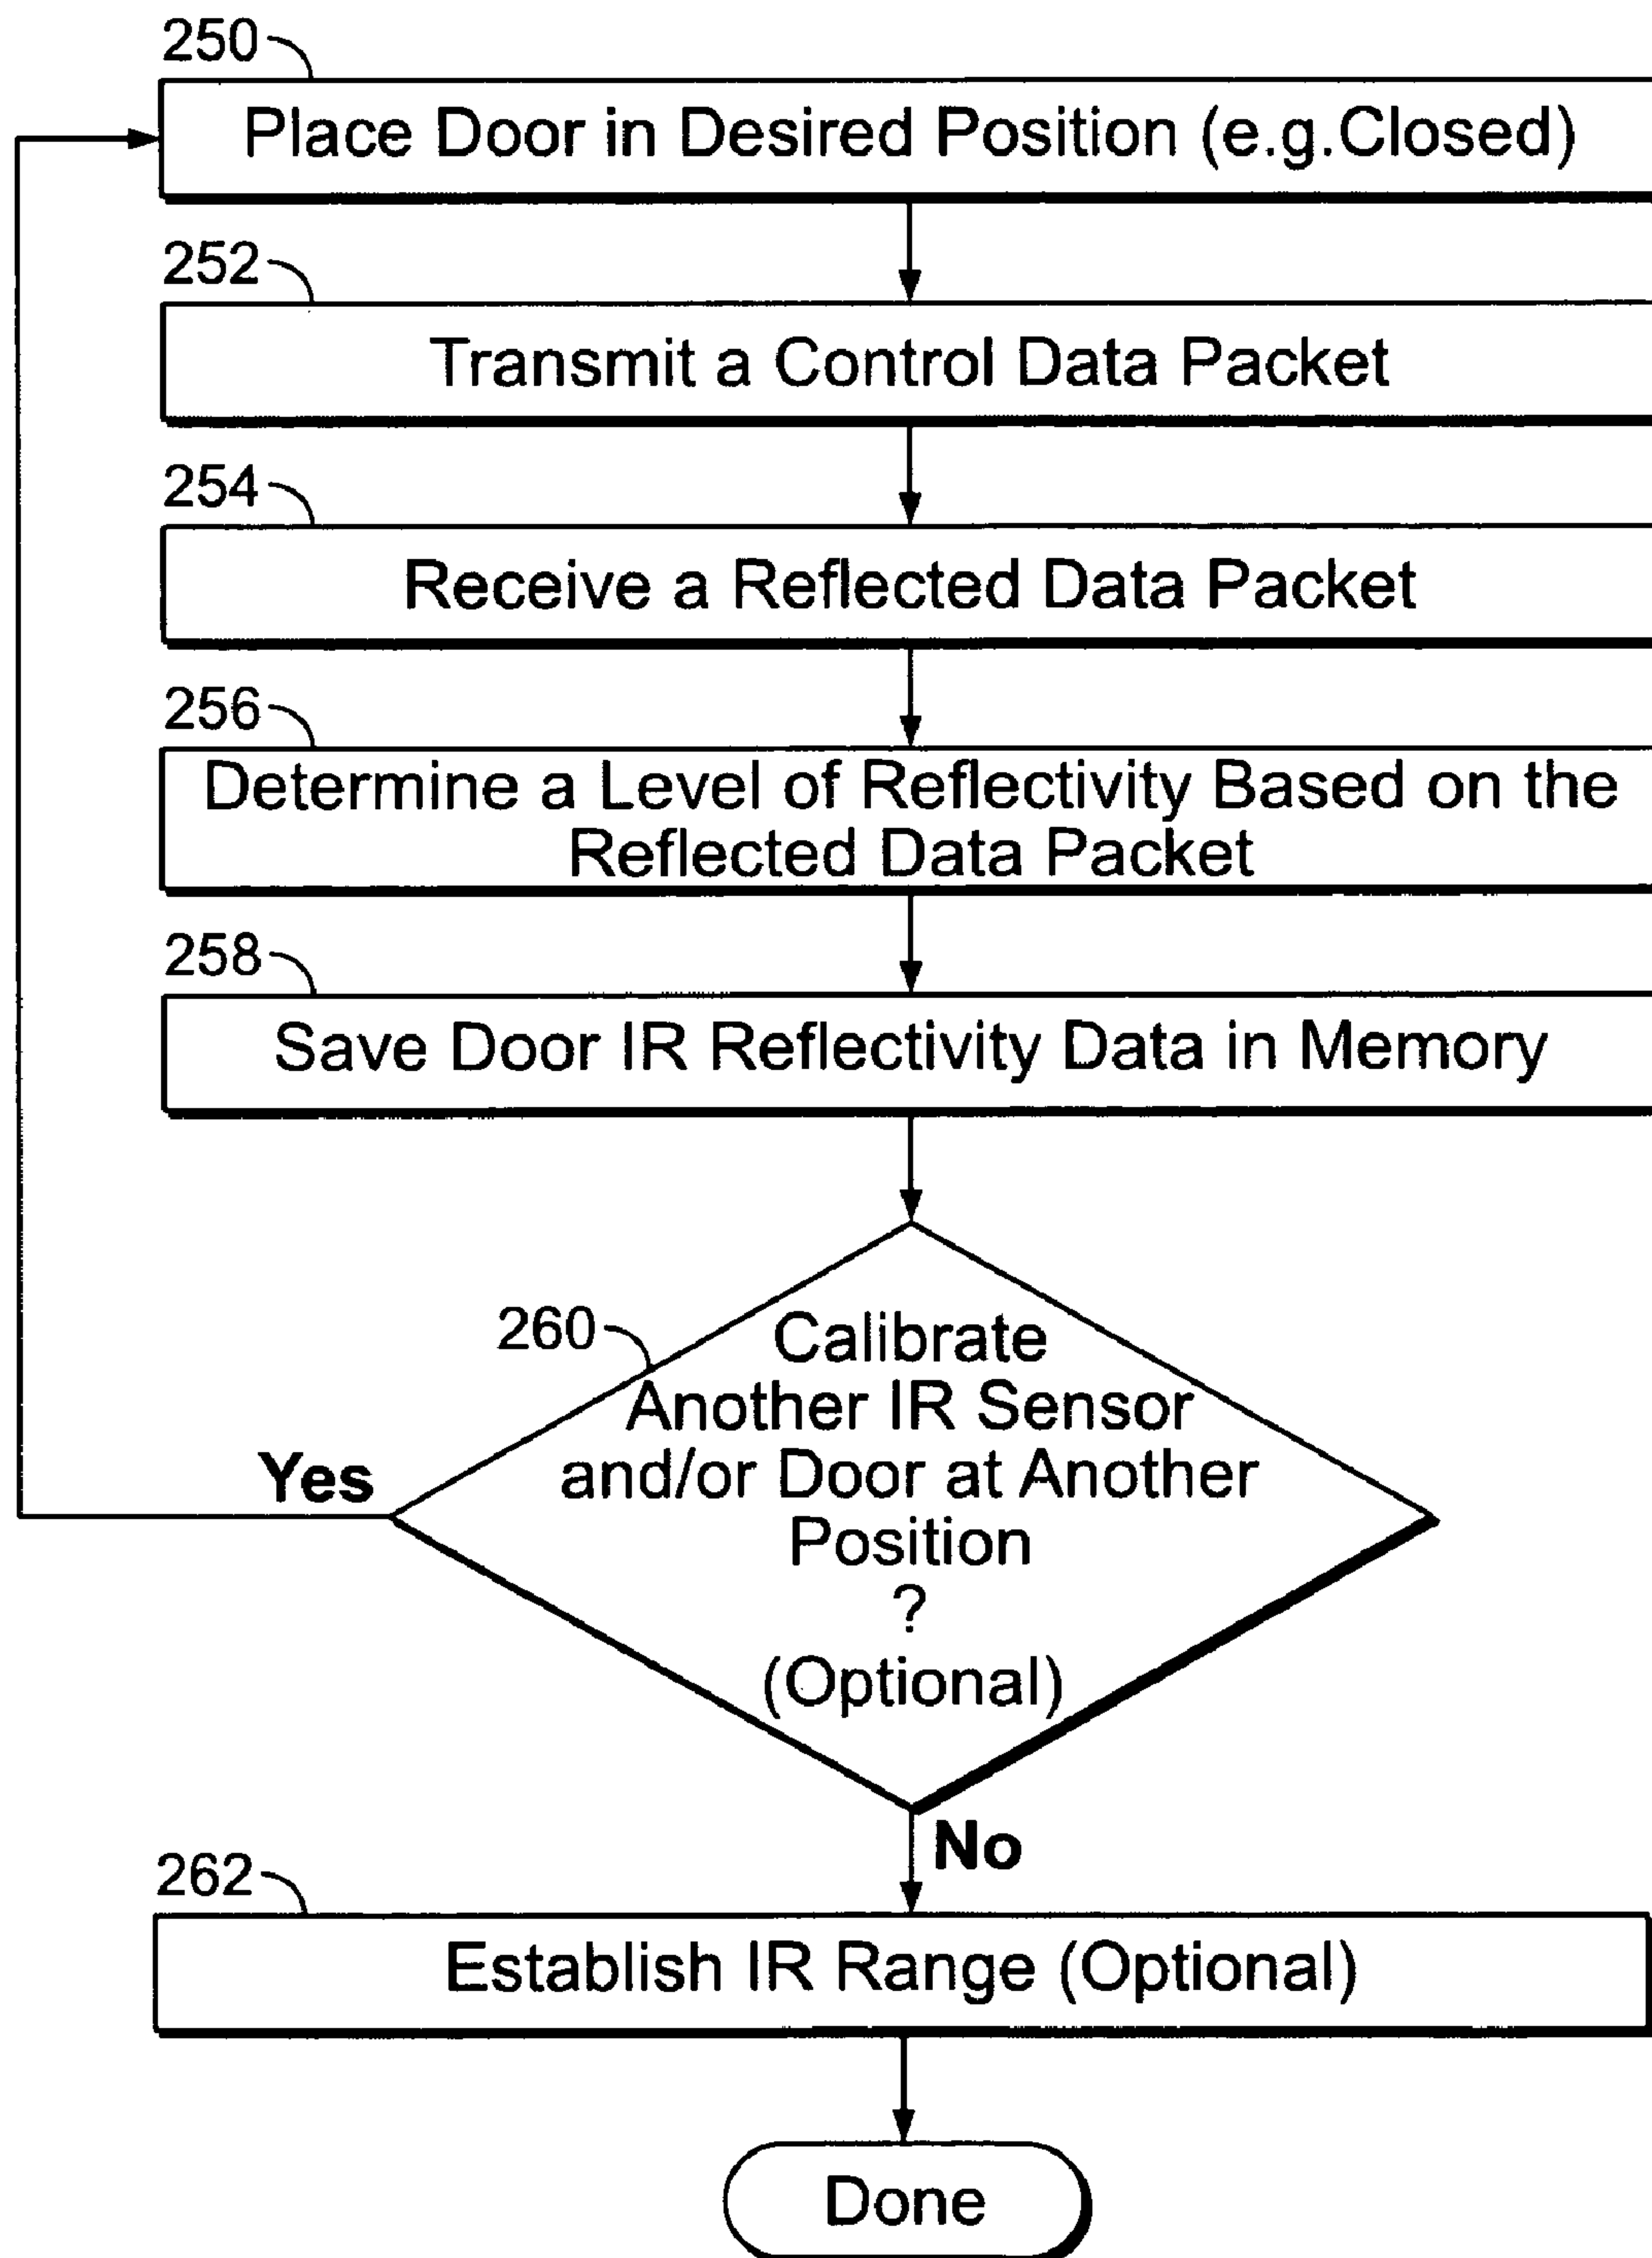 250
Place Door in Desired Position (e.g.Closed)
252
Transmit a Control Data Packet
254
Receive a Reflected Data Packet
256
Determine a Level of Reflectivity Based on the
Reflected Data Packet
258
Save Door IR Reflectivity Data in Memory
260
Calibrate
Another IR Sensor
and/or Door at Another
Position
?
(Optional)
Yes
No
262
Establish IR Range (Optional)
Done